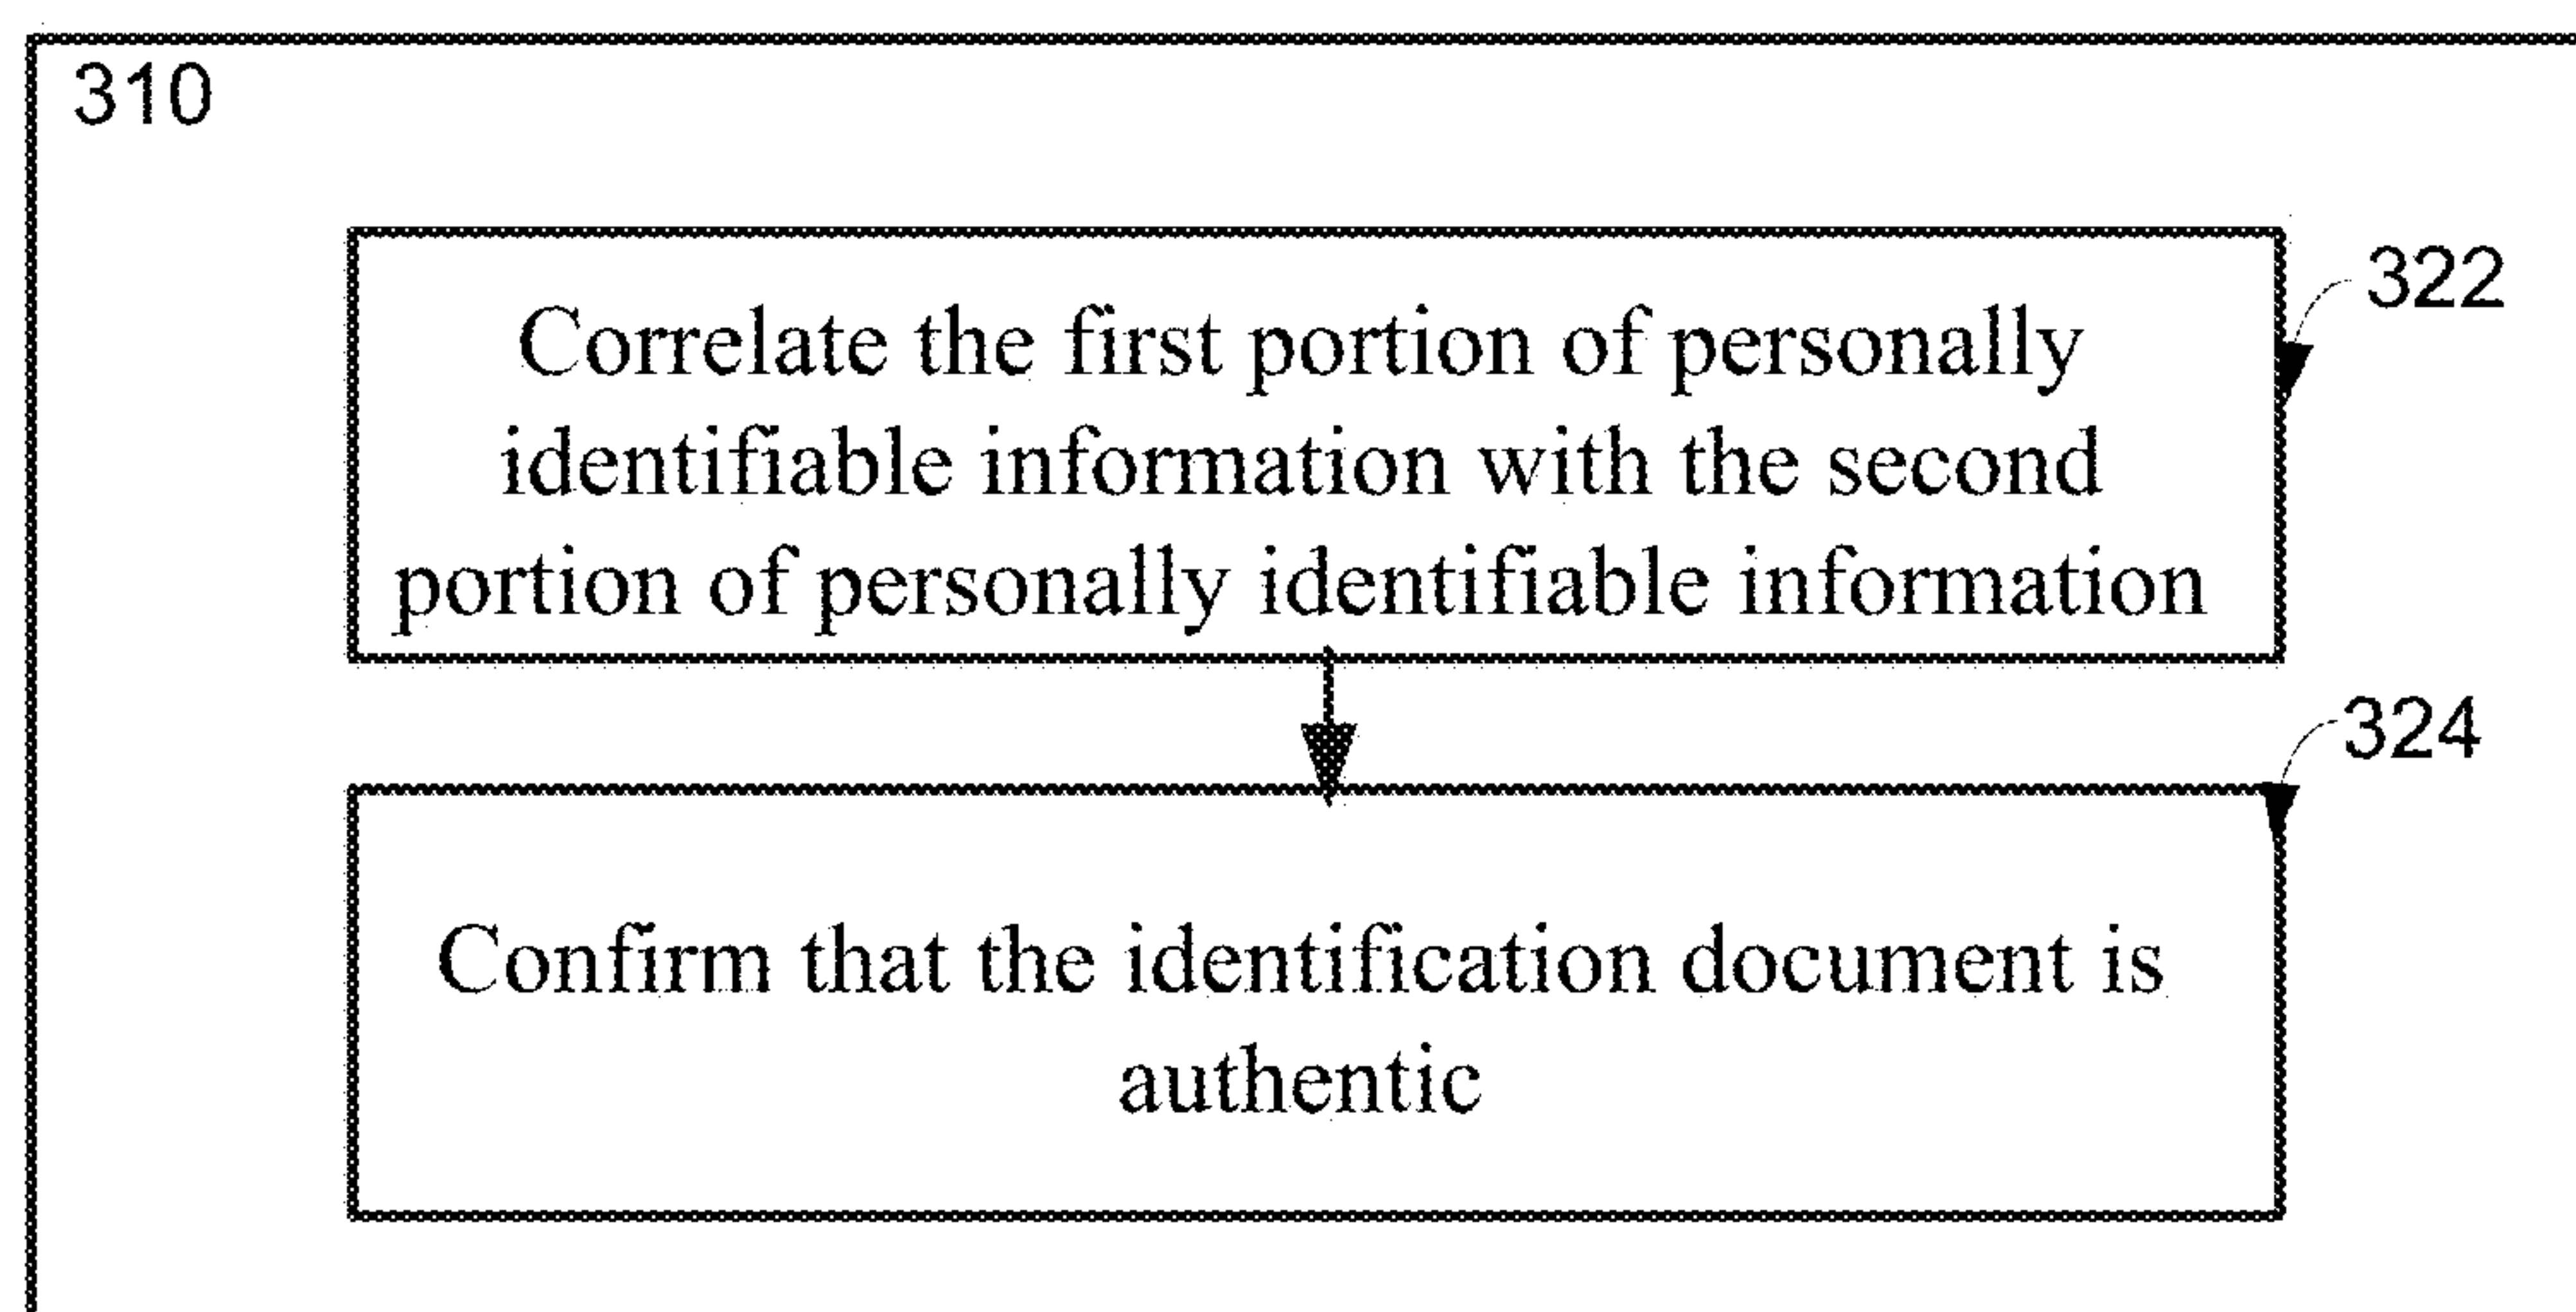 310
322
Correlate the first portion of personally
identifiable information with the second
portion of personally identifiable information
324
Confirm that the identification document is
authentic